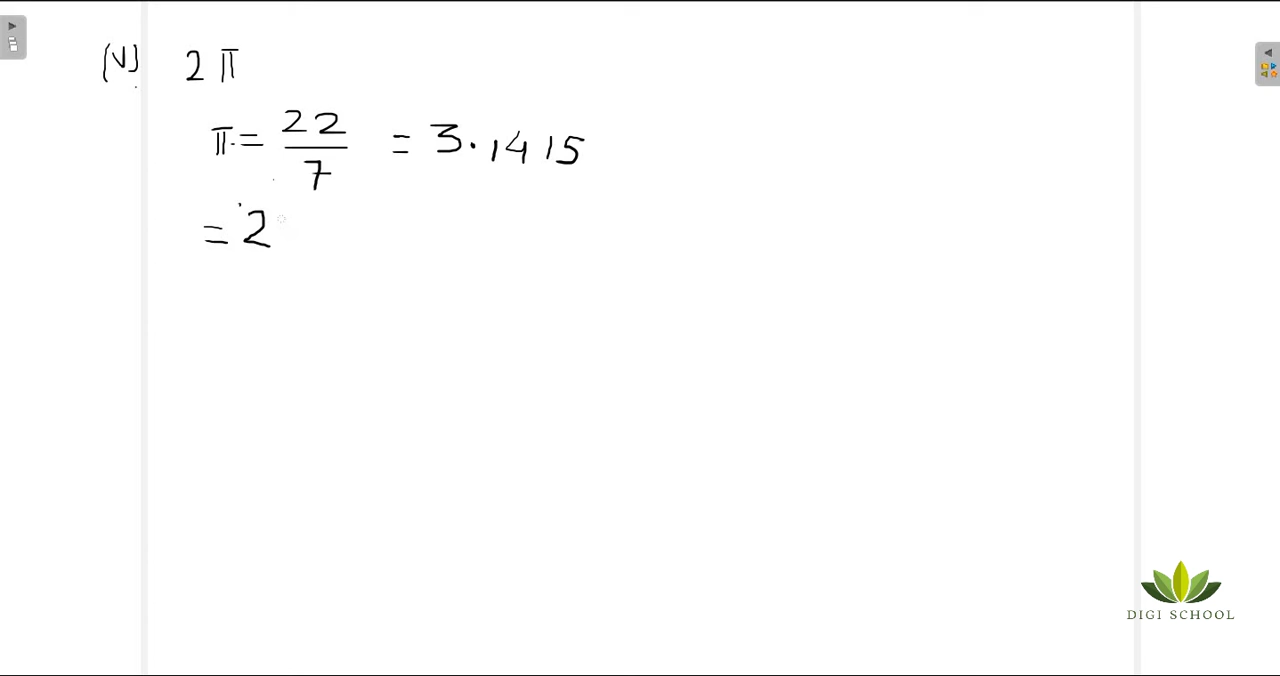 (V) 2π
π = 22/7 = 3.1415
= 2
DIGI SCHOOL